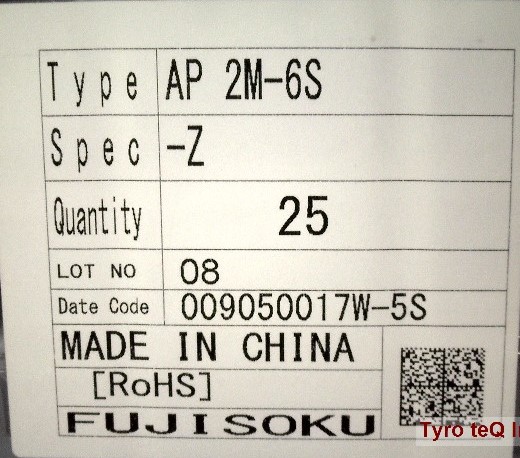 Type AP 2M-6S
Spec -Z
Quantity 25
LOT NO 08
Date Code 009050017W-5S
MADE IN CHINA
[RoHS]
FUJISOKU
Tyro teQ